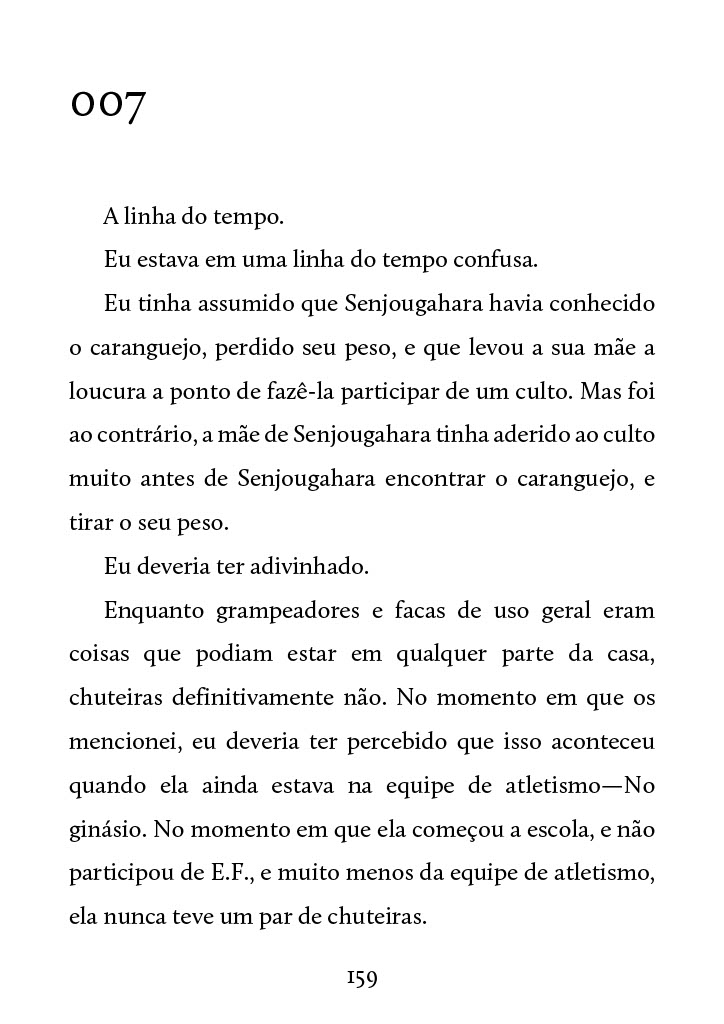 007
A linha do tempo.
Eu estava em uma linha do tempo confusa.
Eu tinha assumido que Senjougahara havia conhecido
o caranguejo, perdido seu peso, e que levou a sua mãe a
loucura a ponto de fazê-la participar de um culto. Mas foi
ao contrário, a mãe de Senjougahara tinha aderido ao culto
muito antes de Senjougahara encontrar o caranguejo, e
tirar o seu peso.
Eu deveria ter adivinhado.
Enquanto grampeadores e facas de uso geral eram
coisas que podiam estar em qualquer parte da casa,
chuteiras definitivamente não. No momento em que os
mencionei, eu deveria ter percebido que isso aconteceu
quando ela ainda estava na equipe de atletismo—No
ginásio. No momento em que ela começou a escola, e não
participou de E.F., e muito menos da equipe de atletismo,
ela nunca teve um par de chuteiras.
159